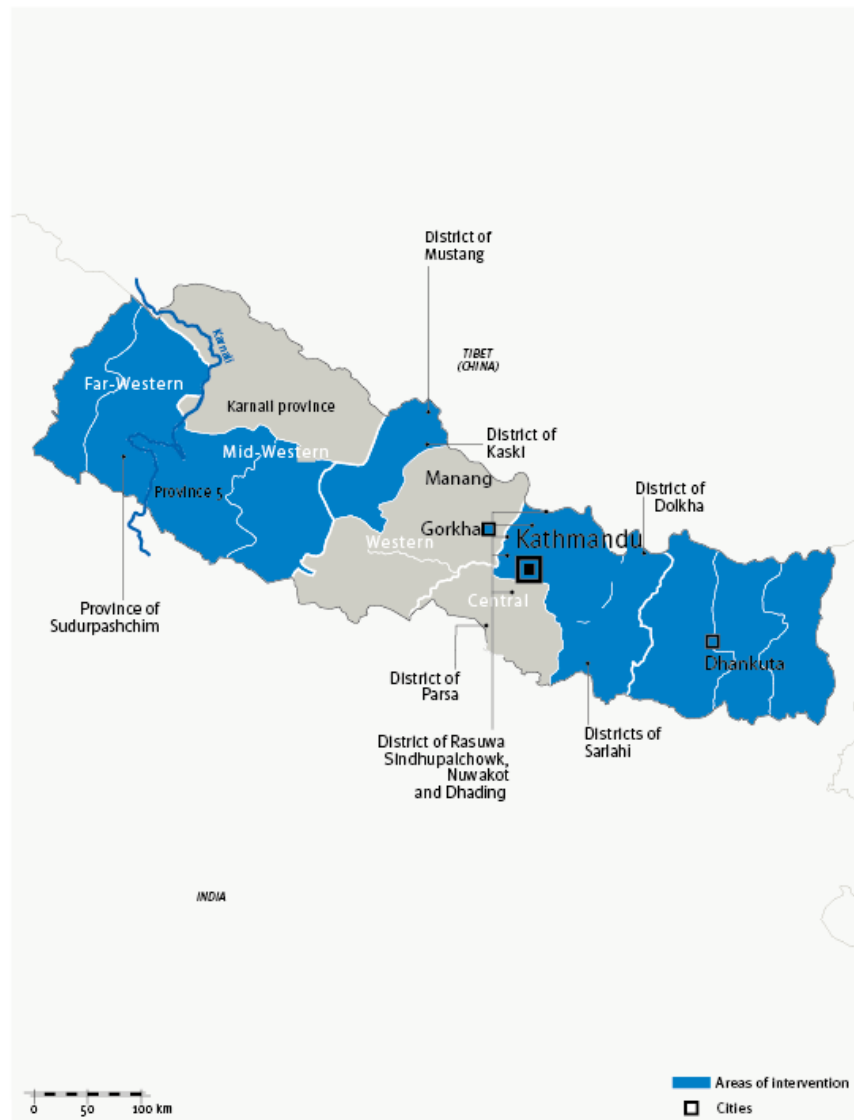 District of
Mustang
Karnali
TIBET
(CHINA)
Far-Western
Karnali province
District of
Kaski
Mid-Western
Manang
District of
Dolkha
Province 5
Gorkha
Kathmandu
Western
Central
Province of
Sudurpashchim
Dhankuta
District of
Parsa
District of Rasuwa
Sindhupalchowk,
Nuwakot
and Dhading
Districts of
Sarlahi
INDIA
Areas of intervention
Cities
0 50 100 km